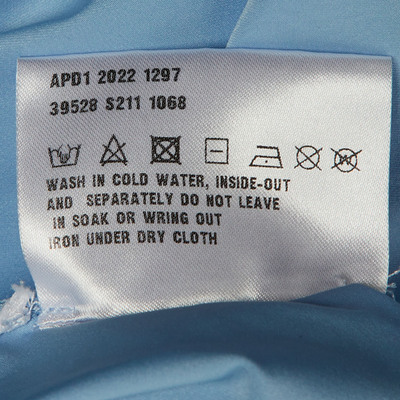 APD1 2022 1297
39528 S211 1068
WASH IN COLD WATER, INSIDE-OUT
AND SEPARATELY DO NOT LEAVE
IN SOAK OR WRING OUT
IRON UNDER DRY CLOTH